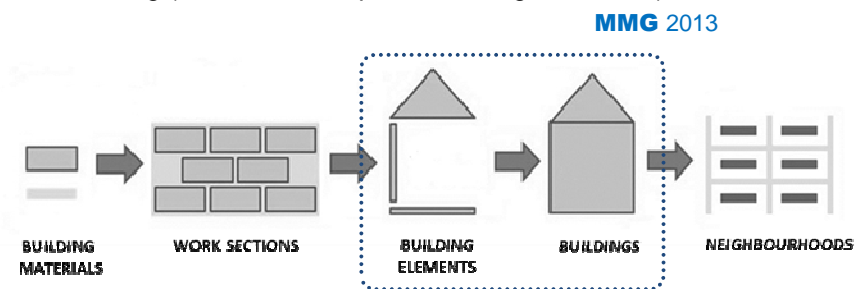 MMG 2013
BUILDING
MATERIALS
WORK SECTIONS
BUILDING
ELEMENTS
BUILDINGS
NEIGHBOURHOODS